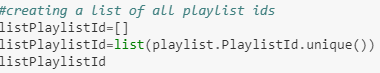 #creating a list of all playlist ids
listPlaylistId=[]
listPlaylistId=list(playlist.PlaylistId.unique())
listPlaylistId